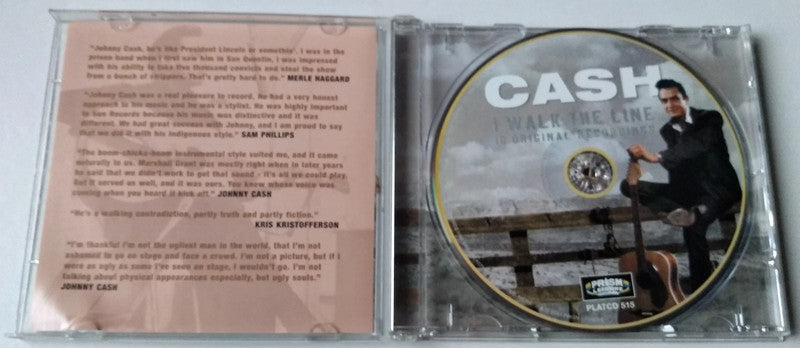 "Johnny Cash, he's like President Lincoln or somethin'. I was in the
prison band when I first saw him in San Quentin, I was impressed
with his ability to take five thousand convicts and steal the show
from a bunch of strippers. That's pretty hard to do." MERLE HAGGARD
"Johnny Cash was a real pleasure to record. He had a very honest
approach to his music and he was a stylist. He was highly important
to Sun Records because his music was distinctive and it was
different. We had great success with Johnny, and I am proud to say
that we did it with his indigenous style." SAM PHILLIPS
"The boom-chicka-boom instrumental style suited me, and it came
naturally to us. Marshall Grant was mostly right when in later years
he said that we didn't work to get that sound - it's all we could play.
But it served us well, and it was ours. You knew whose voice was
coming when you heard it kick off." JOHNNY CASH
"He's a walking contradiction, partly truth and partly fiction."
KRIS KRISTOFFERSON
"I'm thankful I'm not the ugliest man in the world, that I'm not
ashamed to go on stage and face a crowd. I'm not a picture, but if I
were as ugly as some I've seen on stage, I wouldn't go. I'm not
talking about physical appearances especially, but ugly souls."
JOHNNY CASH
CASH
I WALK THE LINE
ORIGINAL RECORDINGS
PRISM
LEISURE
PLATCD 515